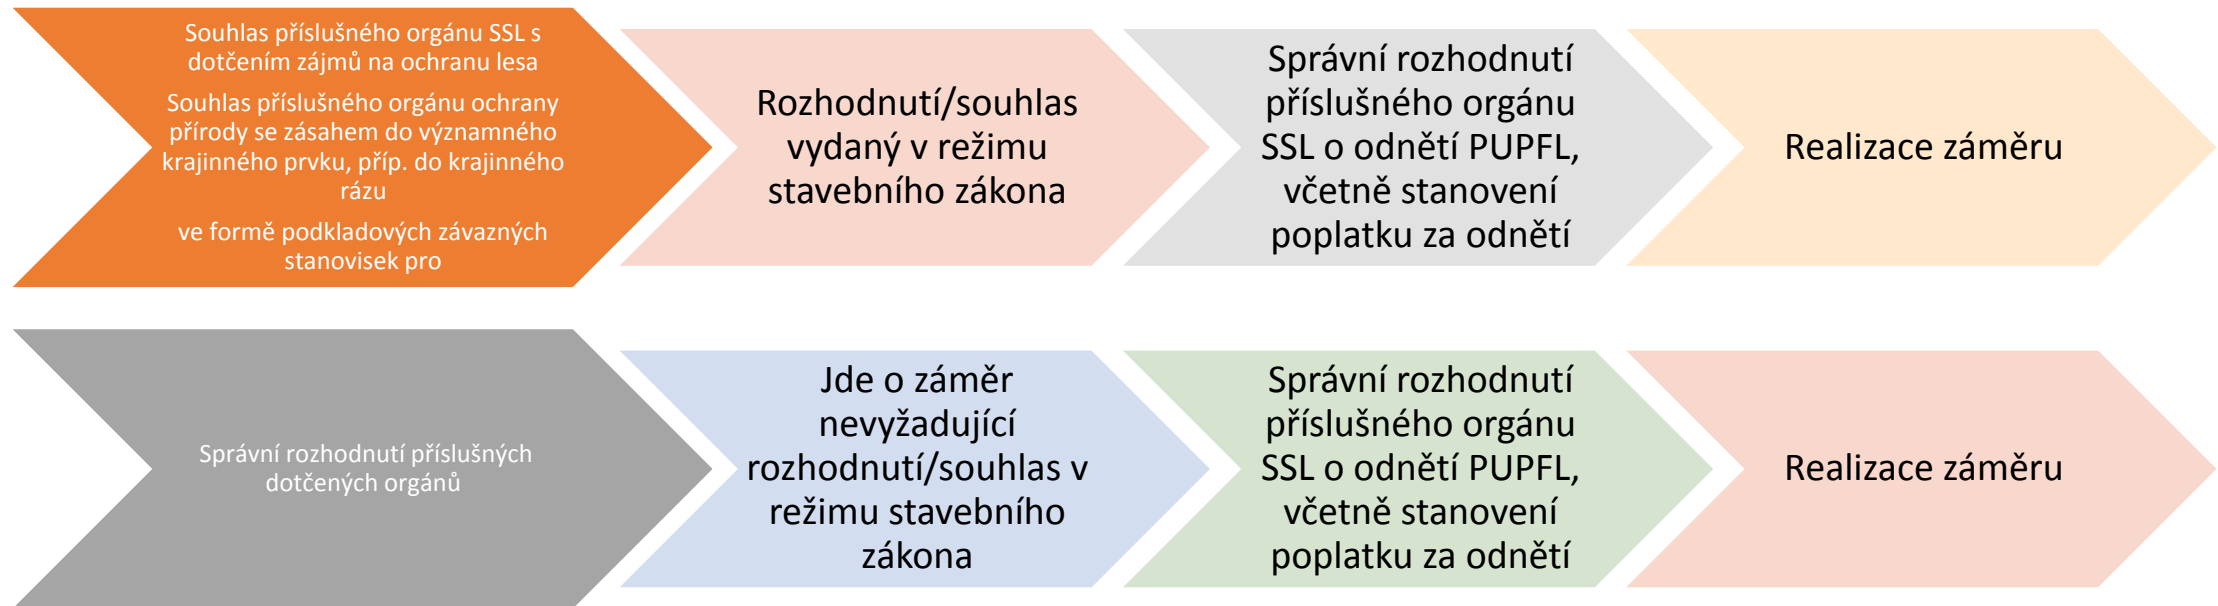 Souhlas příslušného orgánu SSL s
dotčením zájmů na ochranu lesa
Souhlas příslušného orgánu ochrany
přírody se zásahem do významného
krajinného prvku, příp. do krajinného
rázu
ve formě podkladových závazných
stanovisek pro
Rozhodnutí/souhlas
vydaný v režimu
stavebního zákona
Správní rozhodnutí
příslušného orgánu
SSL o odnětí PUPFL,
včetně stanovení
poplatku za odnětí
Realizace záměru
Správní rozhodnutí příslušných
dotčených orgánů
Jde o záměr
nevyžadující
rozhodnutí/souhlas v
režimu stavebního
zákona
Správní rozhodnutí
příslušného orgánu
SSL o odnětí PUPFL,
včetně stanovení
poplatku za odnětí
Realizace záměru